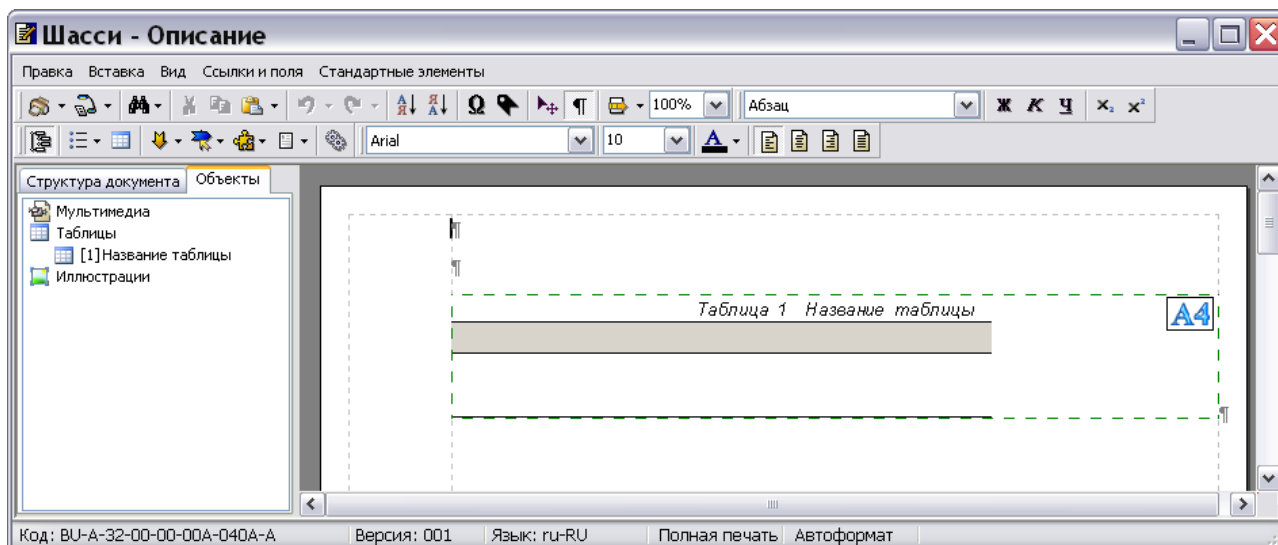 Шасси - Описание
Правка Вставка Вид Ссылки и поля Стандартные элементы
100% Абзац Ж К Ч
Arial 10
Структура документа Объекты
Мультимедиа
Таблицы
[1]Название таблицы
Иллюстрации
Таблица 1 Название таблицы
A4
Код: BU-A-32-00-00-00A-040A-A Версия: 001 Язык: ru-RU Полная печать Автоформат